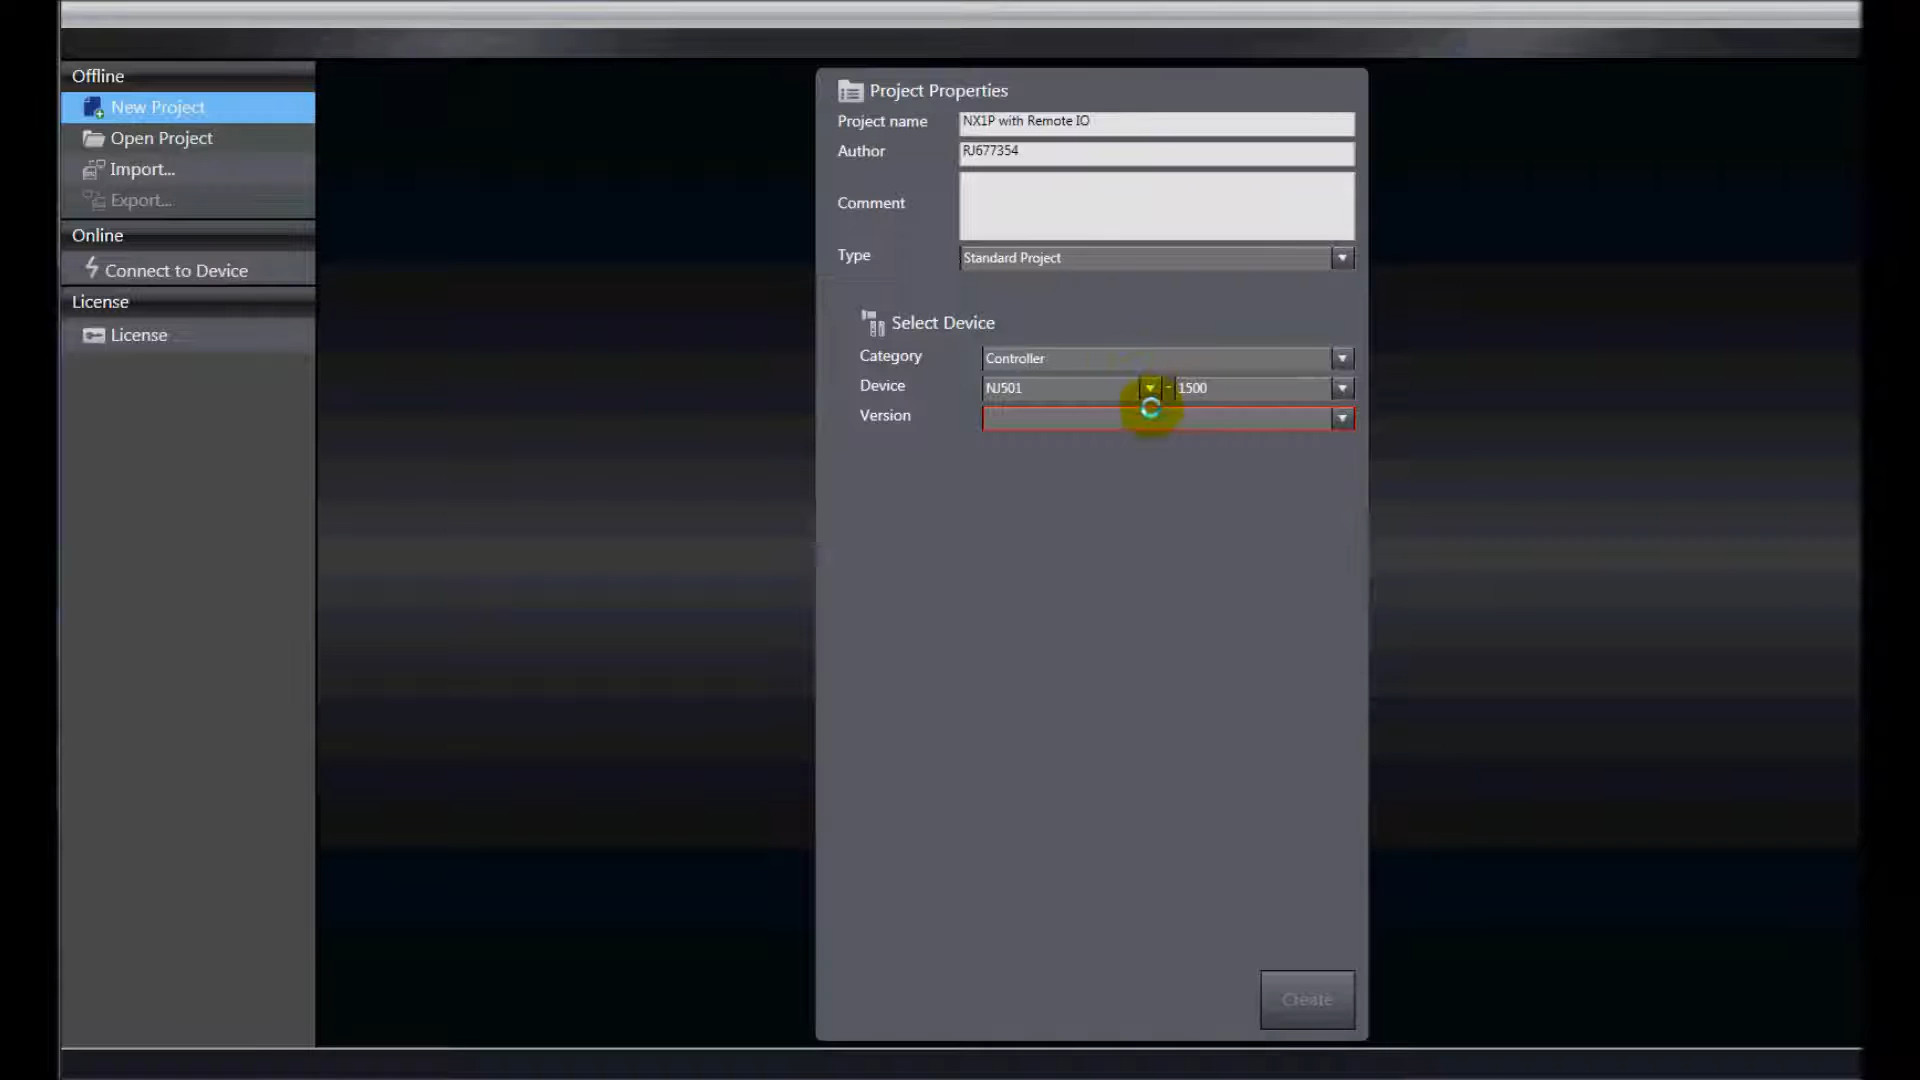 Offline
New Project
Open Project
Import...
Export...
Online
Connect to Device
License
License
Project Properties
Project name NX1P with Remote IO
Author RJ677354
Comment
Type Standard Project
Select Device
Category Controller
Device NJ501 - 1500
Version
Create